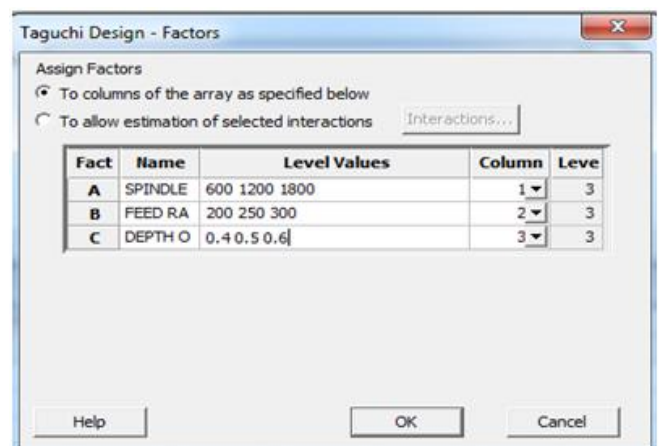 Taguchi Design - Factors
Assign Factors
To columns of the array as specified below
To allow estimation of selected interactions Interactions...
Fact Name Level Values Column Leve
A SPINDLE 600 1200 1800 1 3
B FEED RA 200 250 300 2 3
C DEPTH O 0.4 0.5 0.6 3 3
Help OK Cancel